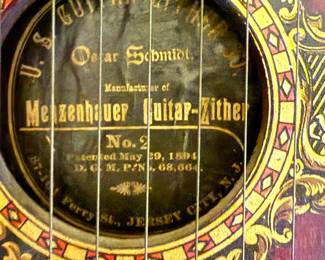 U. S. GUITAR
Oscar Schmidt,
Manufacturer of
Menzenhauer Guitar-Zither
No. 2
Patented May 29, 1894
D. G. M. P. No. 68,664.
Ferry St., JERSEY CITY, N. J.